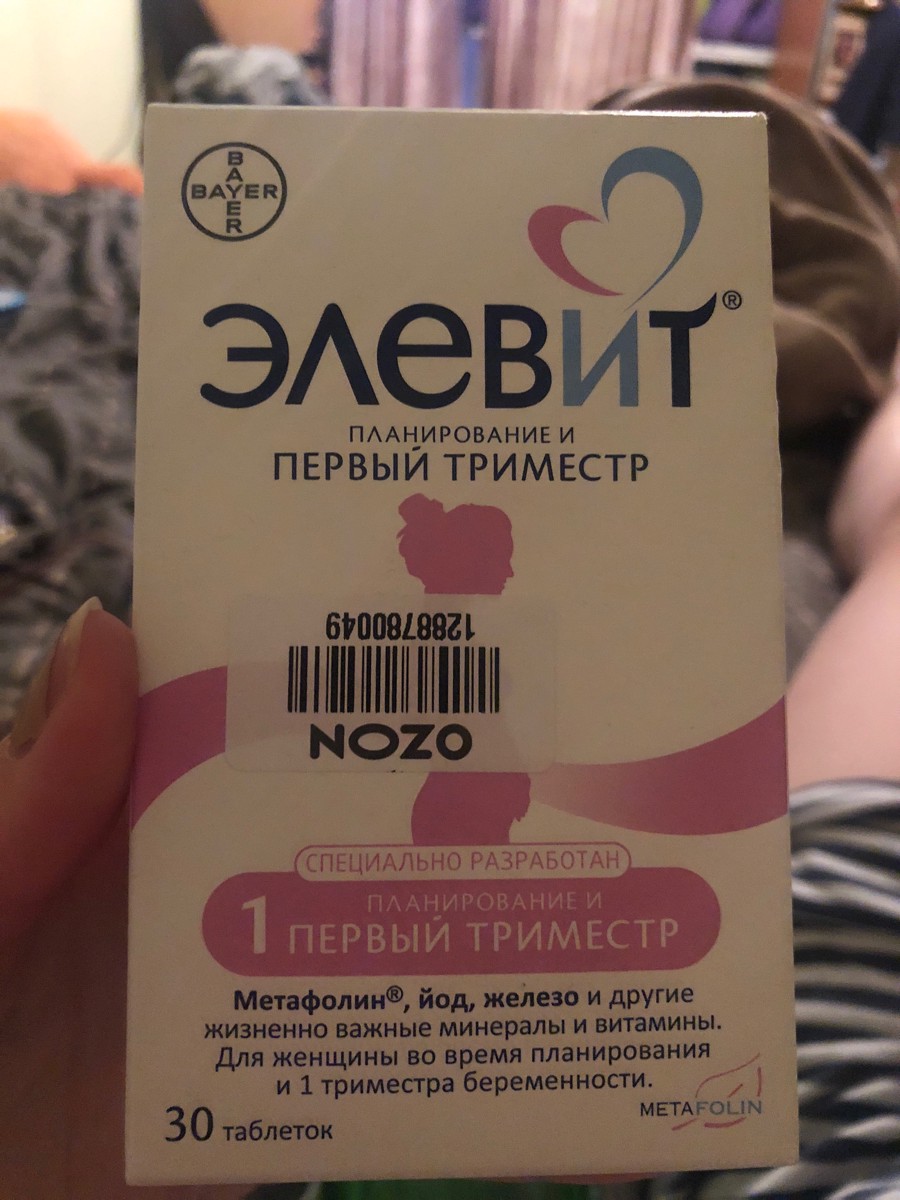 BAYER
BAYER
ЭЛЕВИТ®
ПЛАНИРОВАНИЕ И
ПЕРВЫЙ ТРИМЕСТР
1288780049
OZON
СПЕЦИАЛЬНО РАЗРАБОТАН
1 ПЛАНИРОВАНИЕ И
ПЕРВЫЙ ТРИМЕСТР
Метафолин®, йод, железо и другие
жизненно важные минералы и витамины.
Для женщины во время планирования
и 1 триместра беременности.
METAFOLIN
30 таблеток